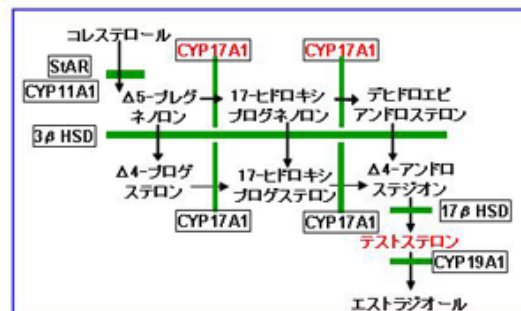 コレステロール
CYP17A1
CYP17A1
StAR
CYP11A1
Δ5-プレグ
ネノロン
17-ヒドロキシ
プログネノロン
デヒドロエピ
アンドロステロン
3β HSD
Δ4-プログ
ステロン
17-ヒドロキシ
プログステロン
Δ4-アンドロ
ステジオン
CYP17A1
CYP17A1
17β HSD
テストステロン
CYP19A1
エストラジオール